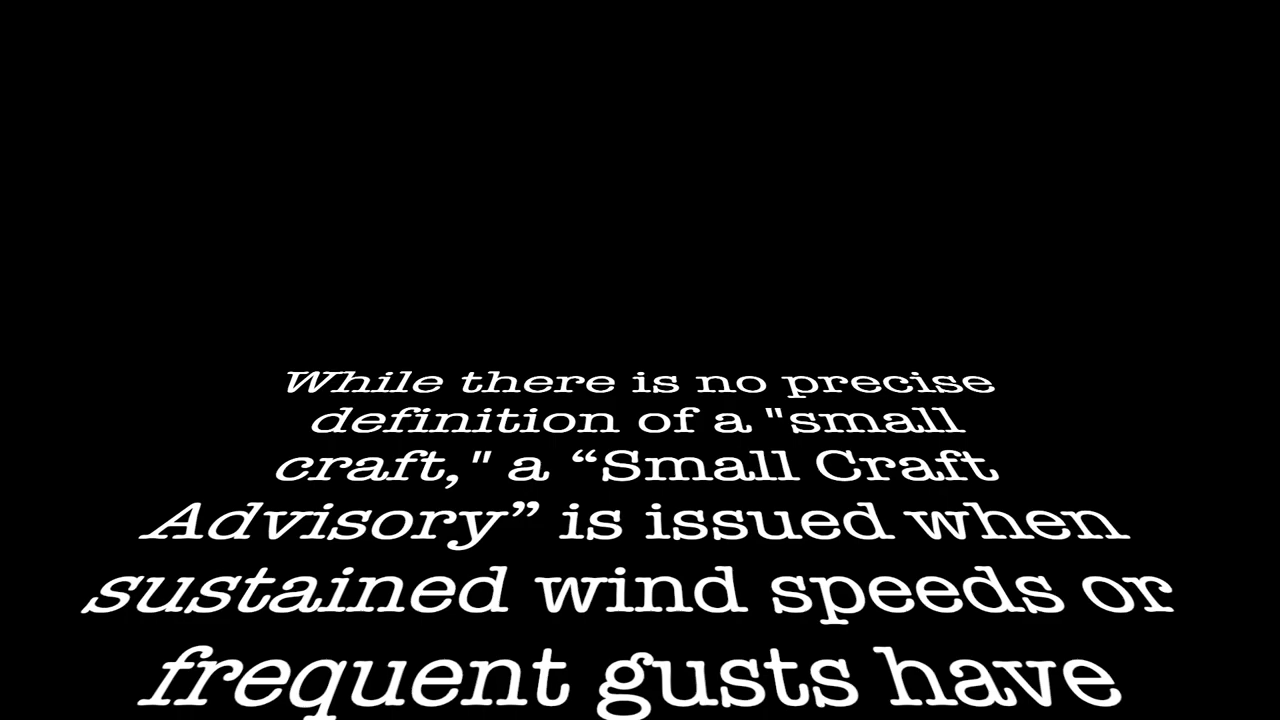 While there is no precise
definition of a "small
craft," a “Small Craft
Advisory” is issued when
sustained wind speeds or
frequent gusts have